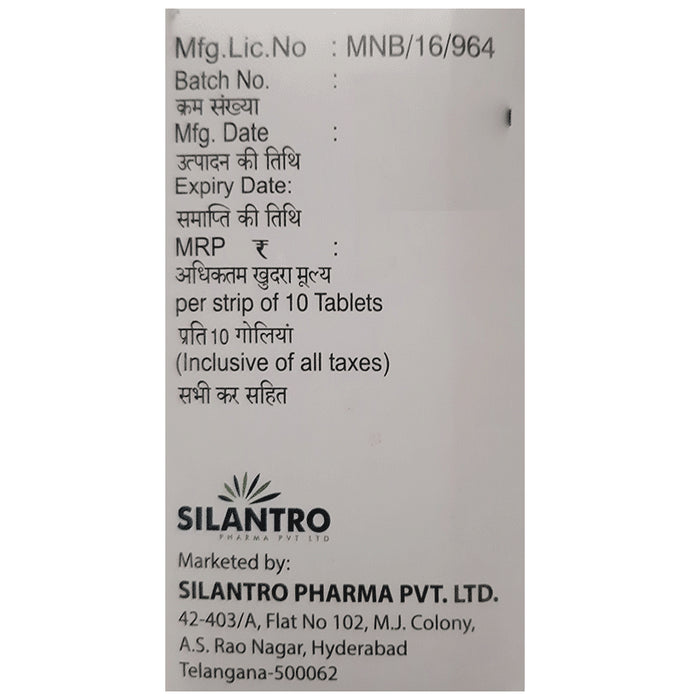 Mfg.Lic.No : MNB/16/964
Batch No. :
क्रम संख्या
Mfg. Date :
उत्पादन की तिथि
Expiry Date:
समाप्ति की तिथि
MRP ₹ :
अधिकतम खुदरा मूल्य
per strip of 10 Tablets
प्रति 10 गोलियां
(Inclusive of all taxes)
सभी कर सहित
SILANTRO
PHARMA PVT LTD
Marketed by:
SILANTRO PHARMA PVT. LTD.
42-403/A, Flat No 102, M.J. Colony,
A.S. Rao Nagar, Hyderabad
Telangana-500062